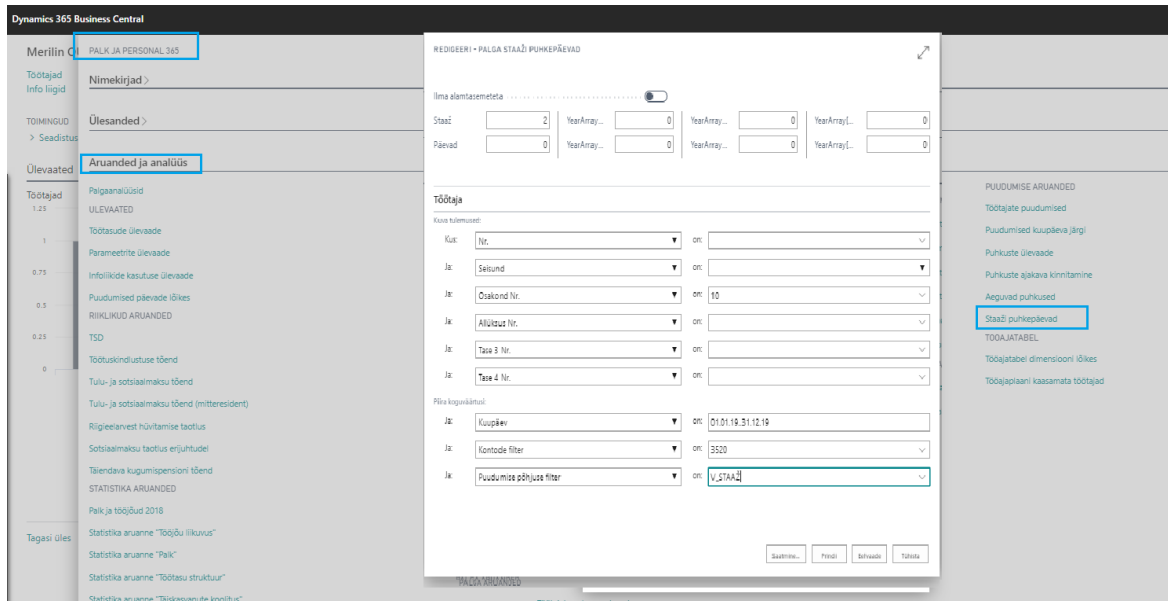 Dynamics 365 Business Central
Merilin
PALK JA PERSONAL 365
Töötajad
Info liigid
Nimekirjad >
TOIMINGUD
Ülesanded >
> Seadistus
Ülevaated
Aruanded ja analüüs
Töötajad
1.25
1
0.75
0.5
0.25
0
Tagasi üles
Palgaanalüüsid
ÜLEVAATED
Töötasude ülevaade
Parameetrite ülevaade
Infoliikide kasutuse ülevaade
Puudumised päevade lõikes
RIIKLIKUD ARUANDED
TSD
Töötuskindlustuse tõend
Tulu- ja sotsiaalmaksu tõend
Tulu- ja sotsiaalmaksu tõend (mitteresident)
Riigieelarvest hüvitamise taotlus
Sotsiaalmaksu taotlus erijuhtudel
Täiendava kogumispensioni tõend
STATISTIKA ARUANDED
Palk ja tööjõud 2018
Statistika aruanne "Tööjõu liikuvus"
Statistika aruanne "Palk"
Statistika aruanne "Töötasu struktuur"
Statistika aruanne "Täiskasvanute koolitus"
REDIGEERI • PALGA STAAŽI PUHKEPÄEVAD
Ilma alamtasemeteta
Staaž 2 YearArray... 0 YearArray... 0 YearArray[... 0
Päevad 0 YearArray... 0 YearArray... 0 YearArray[... 0
Töötaja
Kuva tulemused:
Kus: Nr. on:
Ja: Seisund on:
Ja: Osakond Nr. on: 10
Ja: Allüksus Nr. on:
Ja: Tase 3 Nr. on:
Ja: Tase 4 Nr. on:
Piira koguväärtusi:
Ja: Kuupäev on: 01.01.19..31.12.19
Ja: Kontode filter on: 3520
Ja: Puudumise põhjuse filter on: V_STAAŽ
Saatmine... Prindi Eelvaade Tühista
PALGA ARUANDED
PUUDUMISE ARUANDED
Töötajate puudumised
Puudumised kuupäeva järgi
Puhkuste ülevaade
Puhkuste ajakava kinnitamine
Aeguvad puhkused
Staaži puhkepäevad
TÖÖAJATABEL
Tööajatabel dimensiooni lõikes
Tööajaplaani kaasamata töötajad